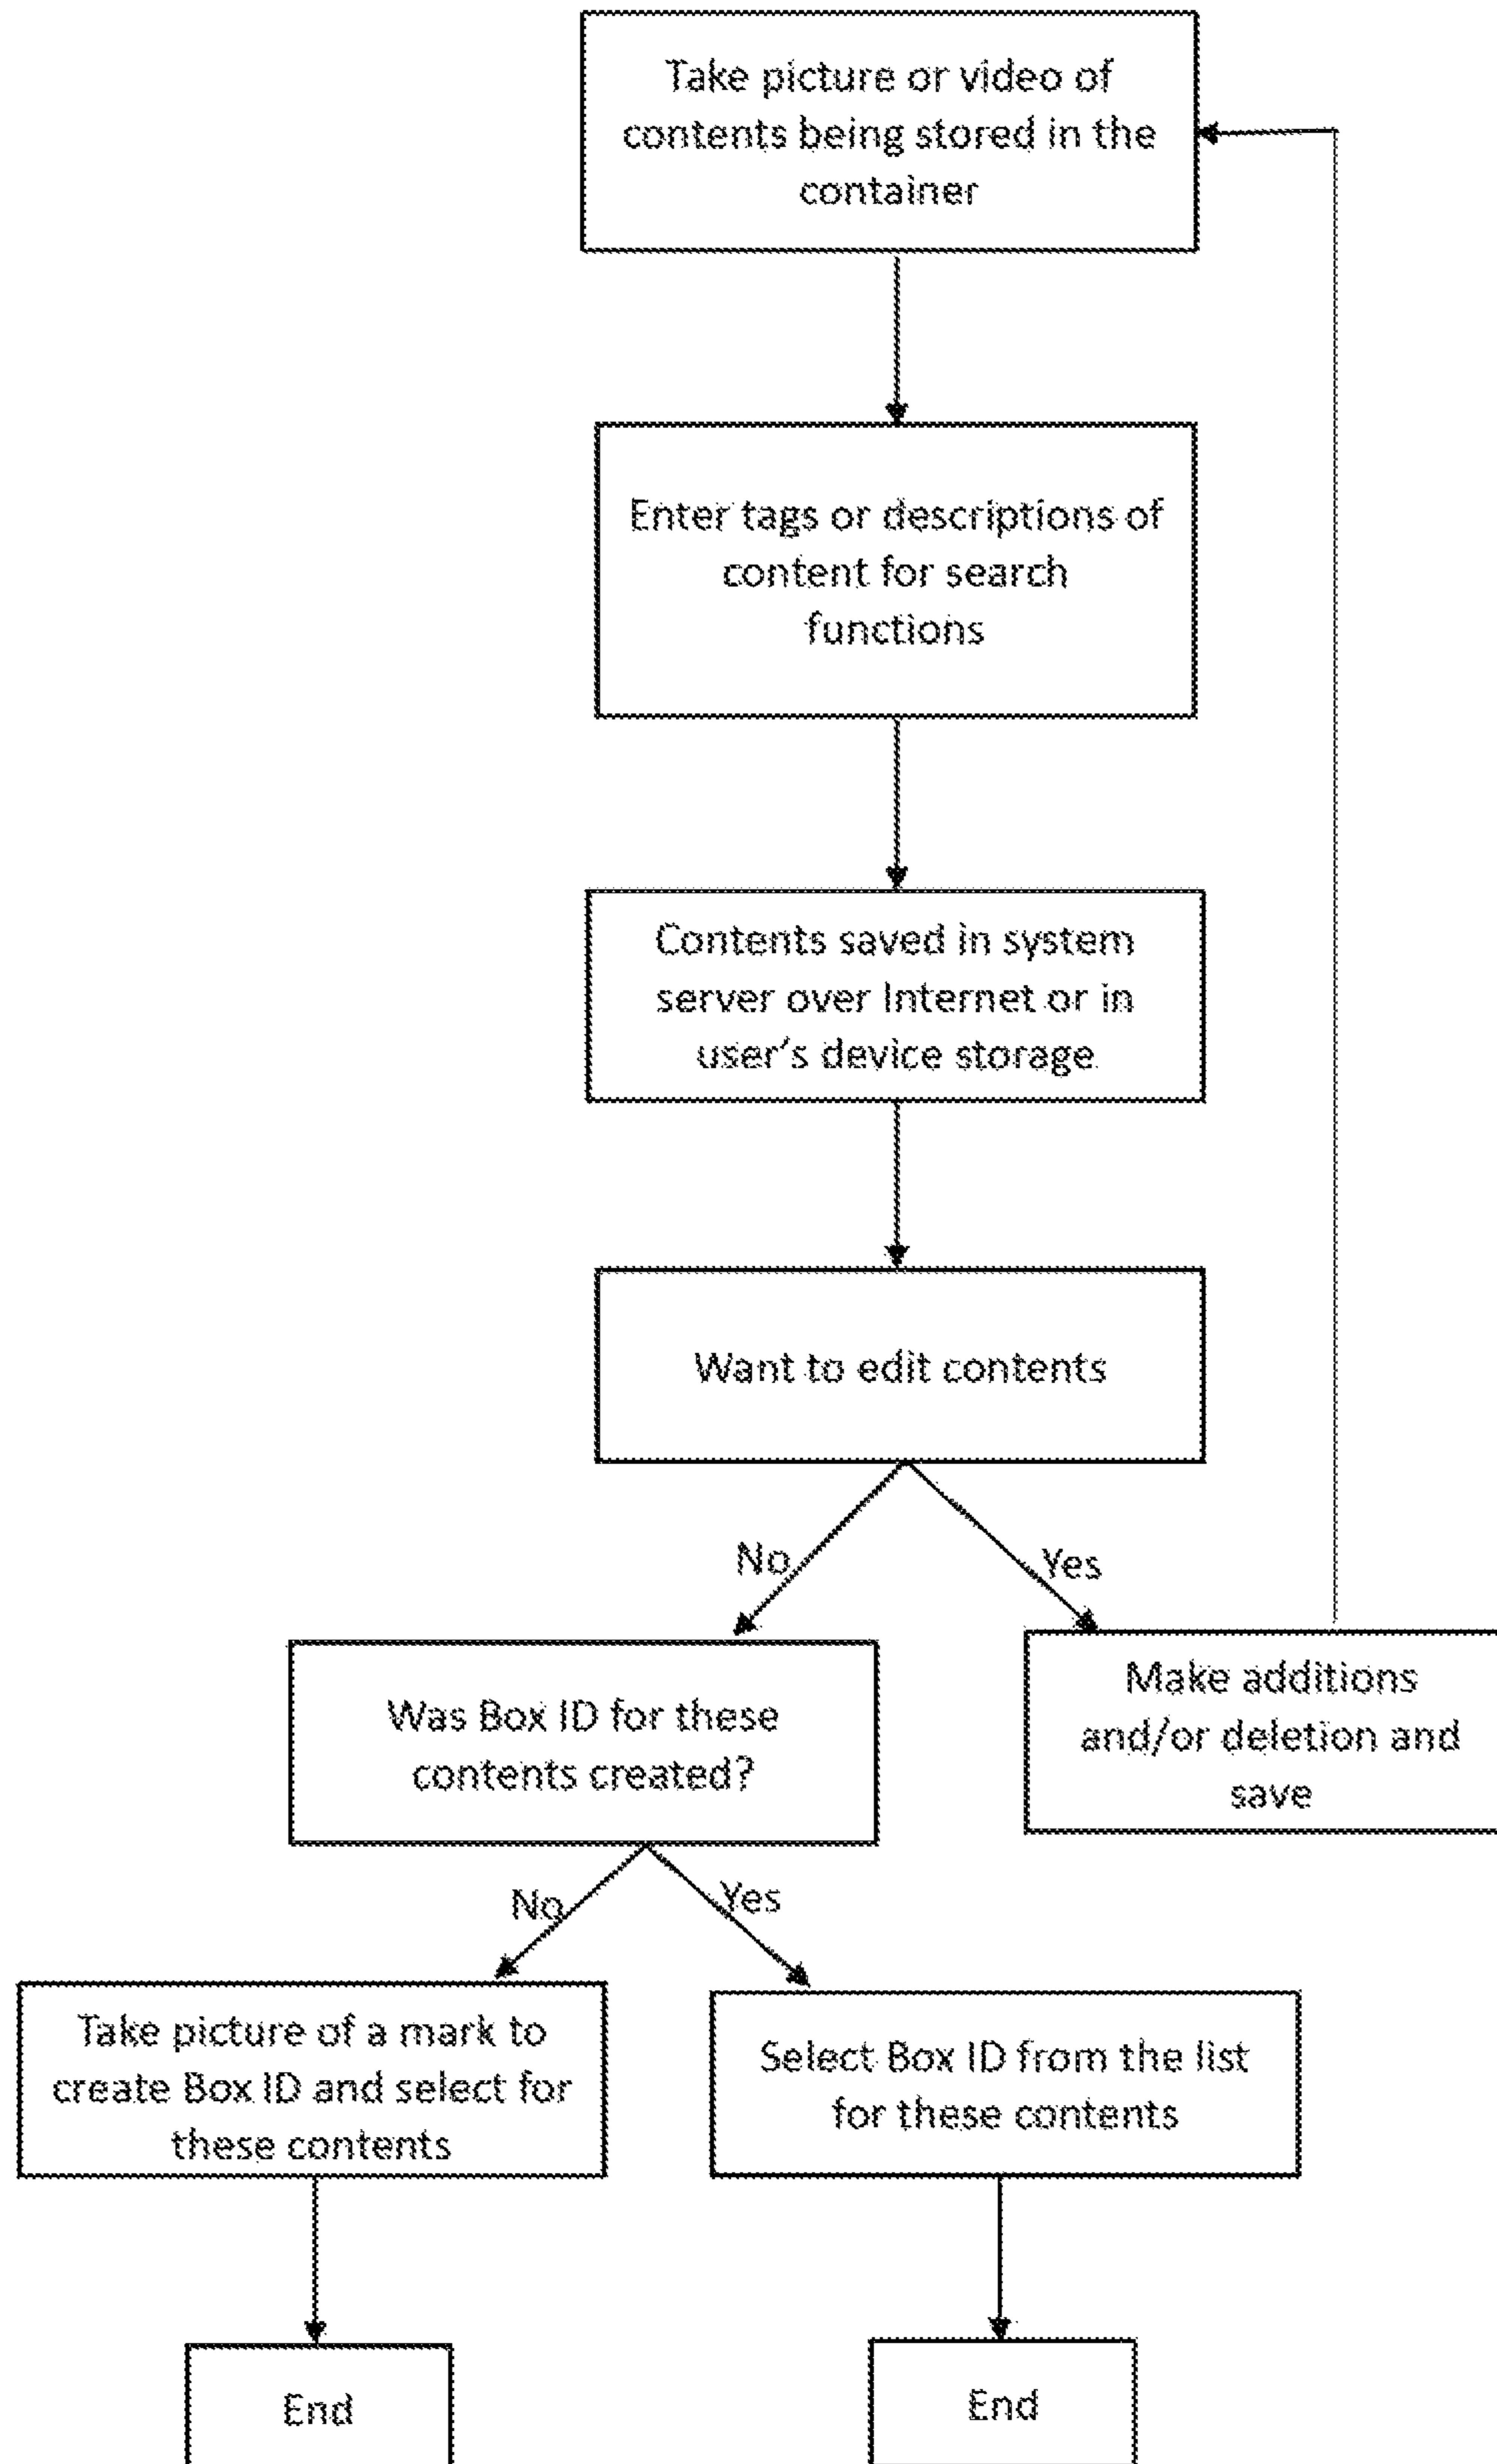 Take picture or video of
contents being stored in the
container
Enter tags or descriptions of
content for search
functions
Contents saved in system
server over Internet or in
user's device storage
Want to edit contents
No
Yes
Was Box ID for these
contents created?
Make additions
and/or deletion and
save
No
Yes
Take picture of a mark to
create Box ID and select for
these contents
Select Box ID from the list
for these contents
End
End